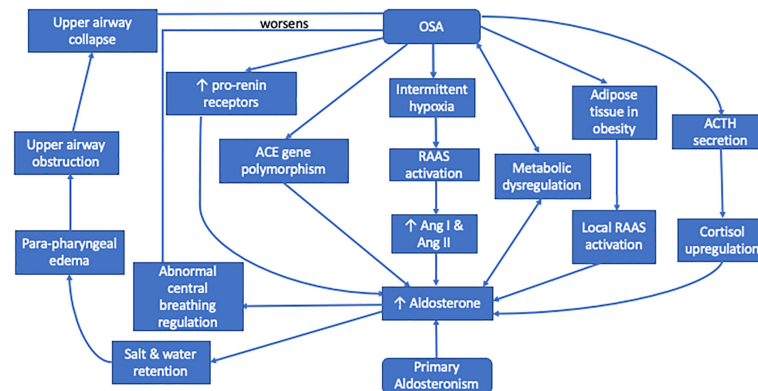 Upper airway
collapse
worsens
OSA
↑ pro-renin
receptors
Intermittent
hypoxia
Adipose
tissue in
obesity
ACTH
secretion
Upper airway
obstruction
ACE gene
polymorphism
RAAS
activation
Metabolic
dysregulation
↑ Ang I &
Ang II
Local RAAS
activation
Cortisol
upregulation
Para-pharyngeal
edema
Abnormal
central
breathing
regulation
↑ Aldosterone
Salt & water
retention
Primary
Aldosteronism